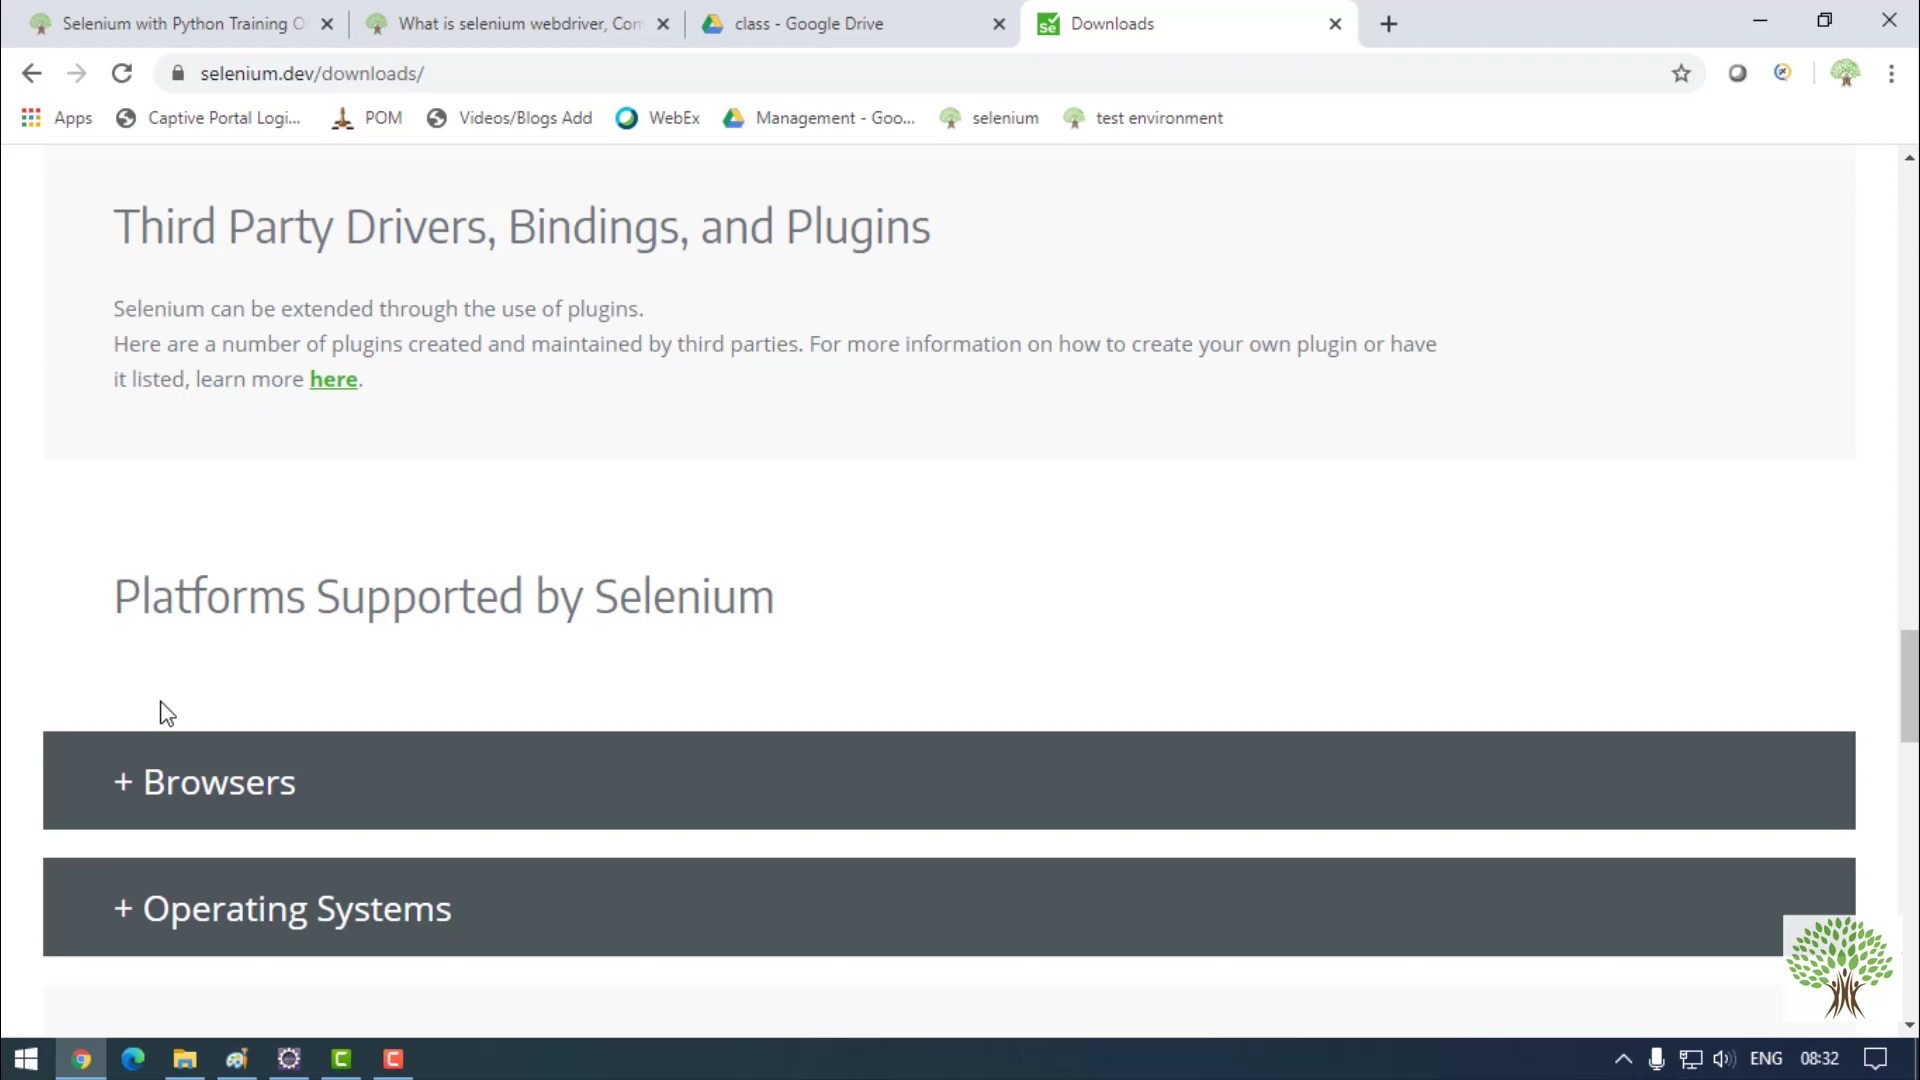 Selenium with Python Training O
What is selenium webdriver, Com
class - Google Drive
Downloads
selenium.dev/downloads/
Apps
Captive Portal Logi...
POM
Videos/Blogs Add
WebEx
Management - Goo...
selenium
test environment
Third Party Drivers, Bindings, and Plugins
Selenium can be extended through the use of plugins.
Here are a number of plugins created and maintained by third parties. For more information on how to create your own plugin or have
it listed, learn more here.
Platforms Supported by Selenium
+ Browsers
+ Operating Systems
ENG
08:32